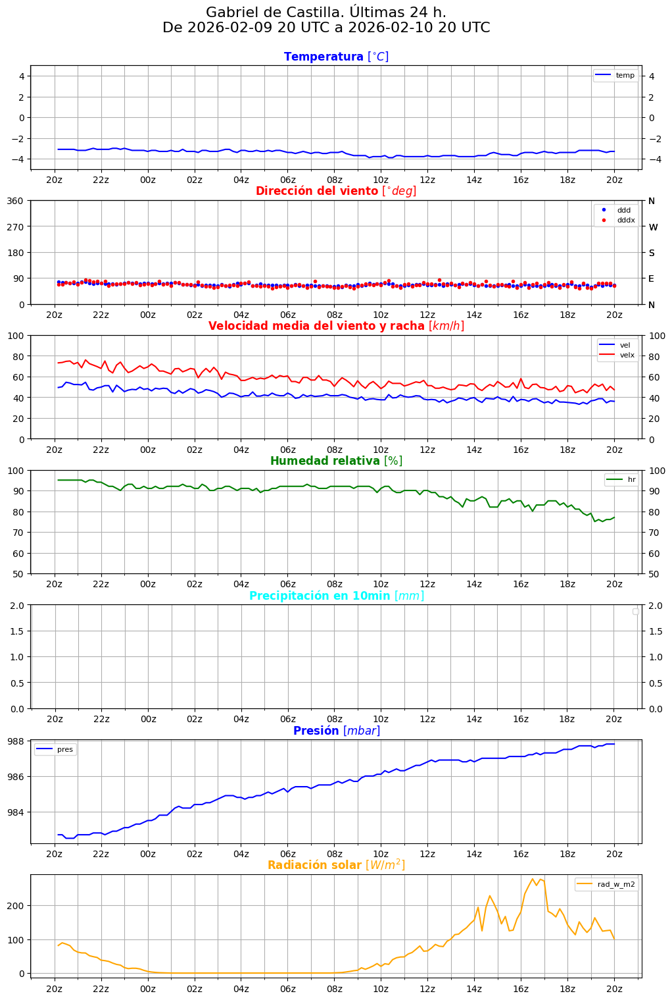 Gabriel de Castilla. Últimas 24 h.
De 2026-02-09 20 UTC a 2026-02-10 20 UTC
Temperatura [°C]
4 4
2 2
0 0
−2 −2
−4 −4
temp
20z 22z 00z 02z 04z 06z 08z 10z 12z 14z 16z 18z 20z
Dirección del viento [°deg]
360 N
270 W
180 S
90 E
0 N
ddd
dddx
20z 22z 00z 02z 04z 06z 08z 10z 12z 14z 16z 18z 20z
Velocidad media del viento y racha [km/h]
100 100
80 80
60 60
40 40
20 20
0 0
vel
velx
20z 22z 00z 02z 04z 06z 08z 10z 12z 14z 16z 18z 20z
Humedad relativa [%]
100 100
90 90
80 80
70 70
60 60
50 50
hr
20z 22z 00z 02z 04z 06z 08z 10z 12z 14z 16z 18z 20z
Precipitación en 10min [mm]
2.0 2.0
1.5 1.5
1.0 1.0
0.5 0.5
0.0 0.0
20z 22z 00z 02z 04z 06z 08z 10z 12z 14z 16z 18z 20z
Presión [mbar]
988
986
984
pres
20z 22z 00z 02z 04z 06z 08z 10z 12z 14z 16z 18z 20z
Radiación solar [W/m²]
200
100
0
rad_w_m2
20z 22z 00z 02z 04z 06z 08z 10z 12z 14z 16z 18z 20z